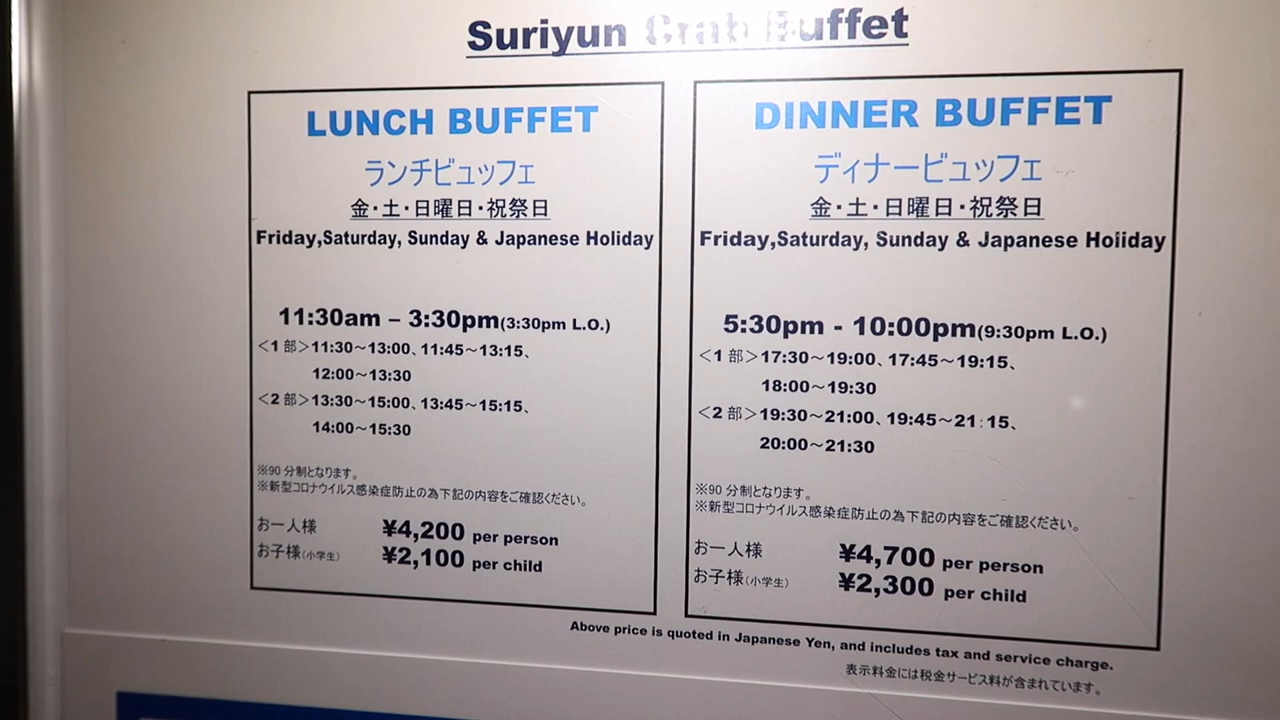 Suriyun Crab Buffet
LUNCH BUFFET
ランチビュッフェ
金・土・日曜日・祝祭日
Friday,Saturday, Sunday & Japanese Holiday
11:30am – 3:30pm(3:30pm L.O.)
<1 部>11:30～13:00、11:45～13:15、
12:00～13:30
<2 部>13:30～15:00、13:45～15:15、
14:00～15:30
※90 分制となります。
※新型コロナウイルス感染症防止の為下記の内容をご確認ください。
お一人様 ¥4,200 per person
お子様(小学生) ¥2,100 per child
DINNER BUFFET
ディナービュッフェ
金・土・日曜日・祝祭日
Friday,Saturday, Sunday & Japanese Holiday
5:30pm - 10:00pm(9:30pm L.O.)
<1 部>17:30～19:00、17:45～19:15、
18:00～19:30
<2 部>19:30～21:00、19:45～21:15、
20:00～21:30
※90 分制となります。
※新型コロナウイルス感染症防止の為下記の内容をご確認ください。
お一人様 ¥4,700 per person
お子様(小学生) ¥2,300 per child
Above price is quoted in Japanese Yen, and includes tax and service charge.
表示料金には税金サービス料が含まれています。